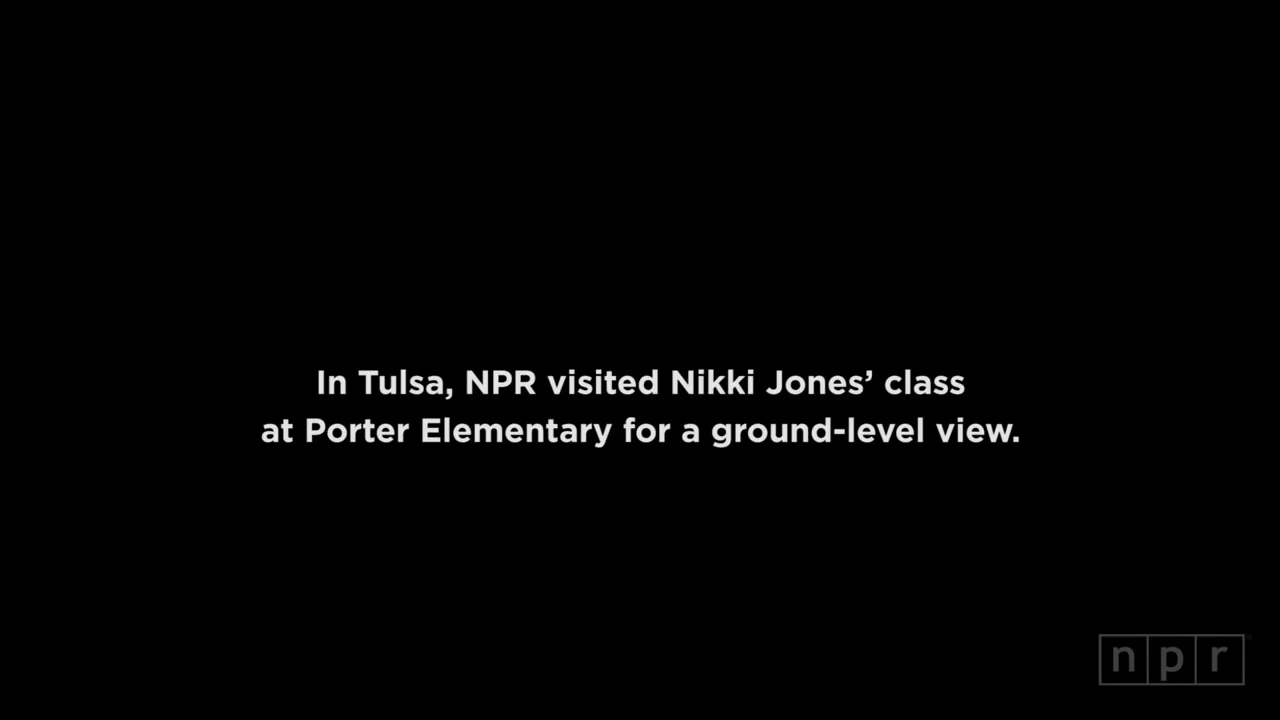 In Tulsa, NPR visited Nikki Jones’ class
at Porter Elementary for a ground-level view.
npr